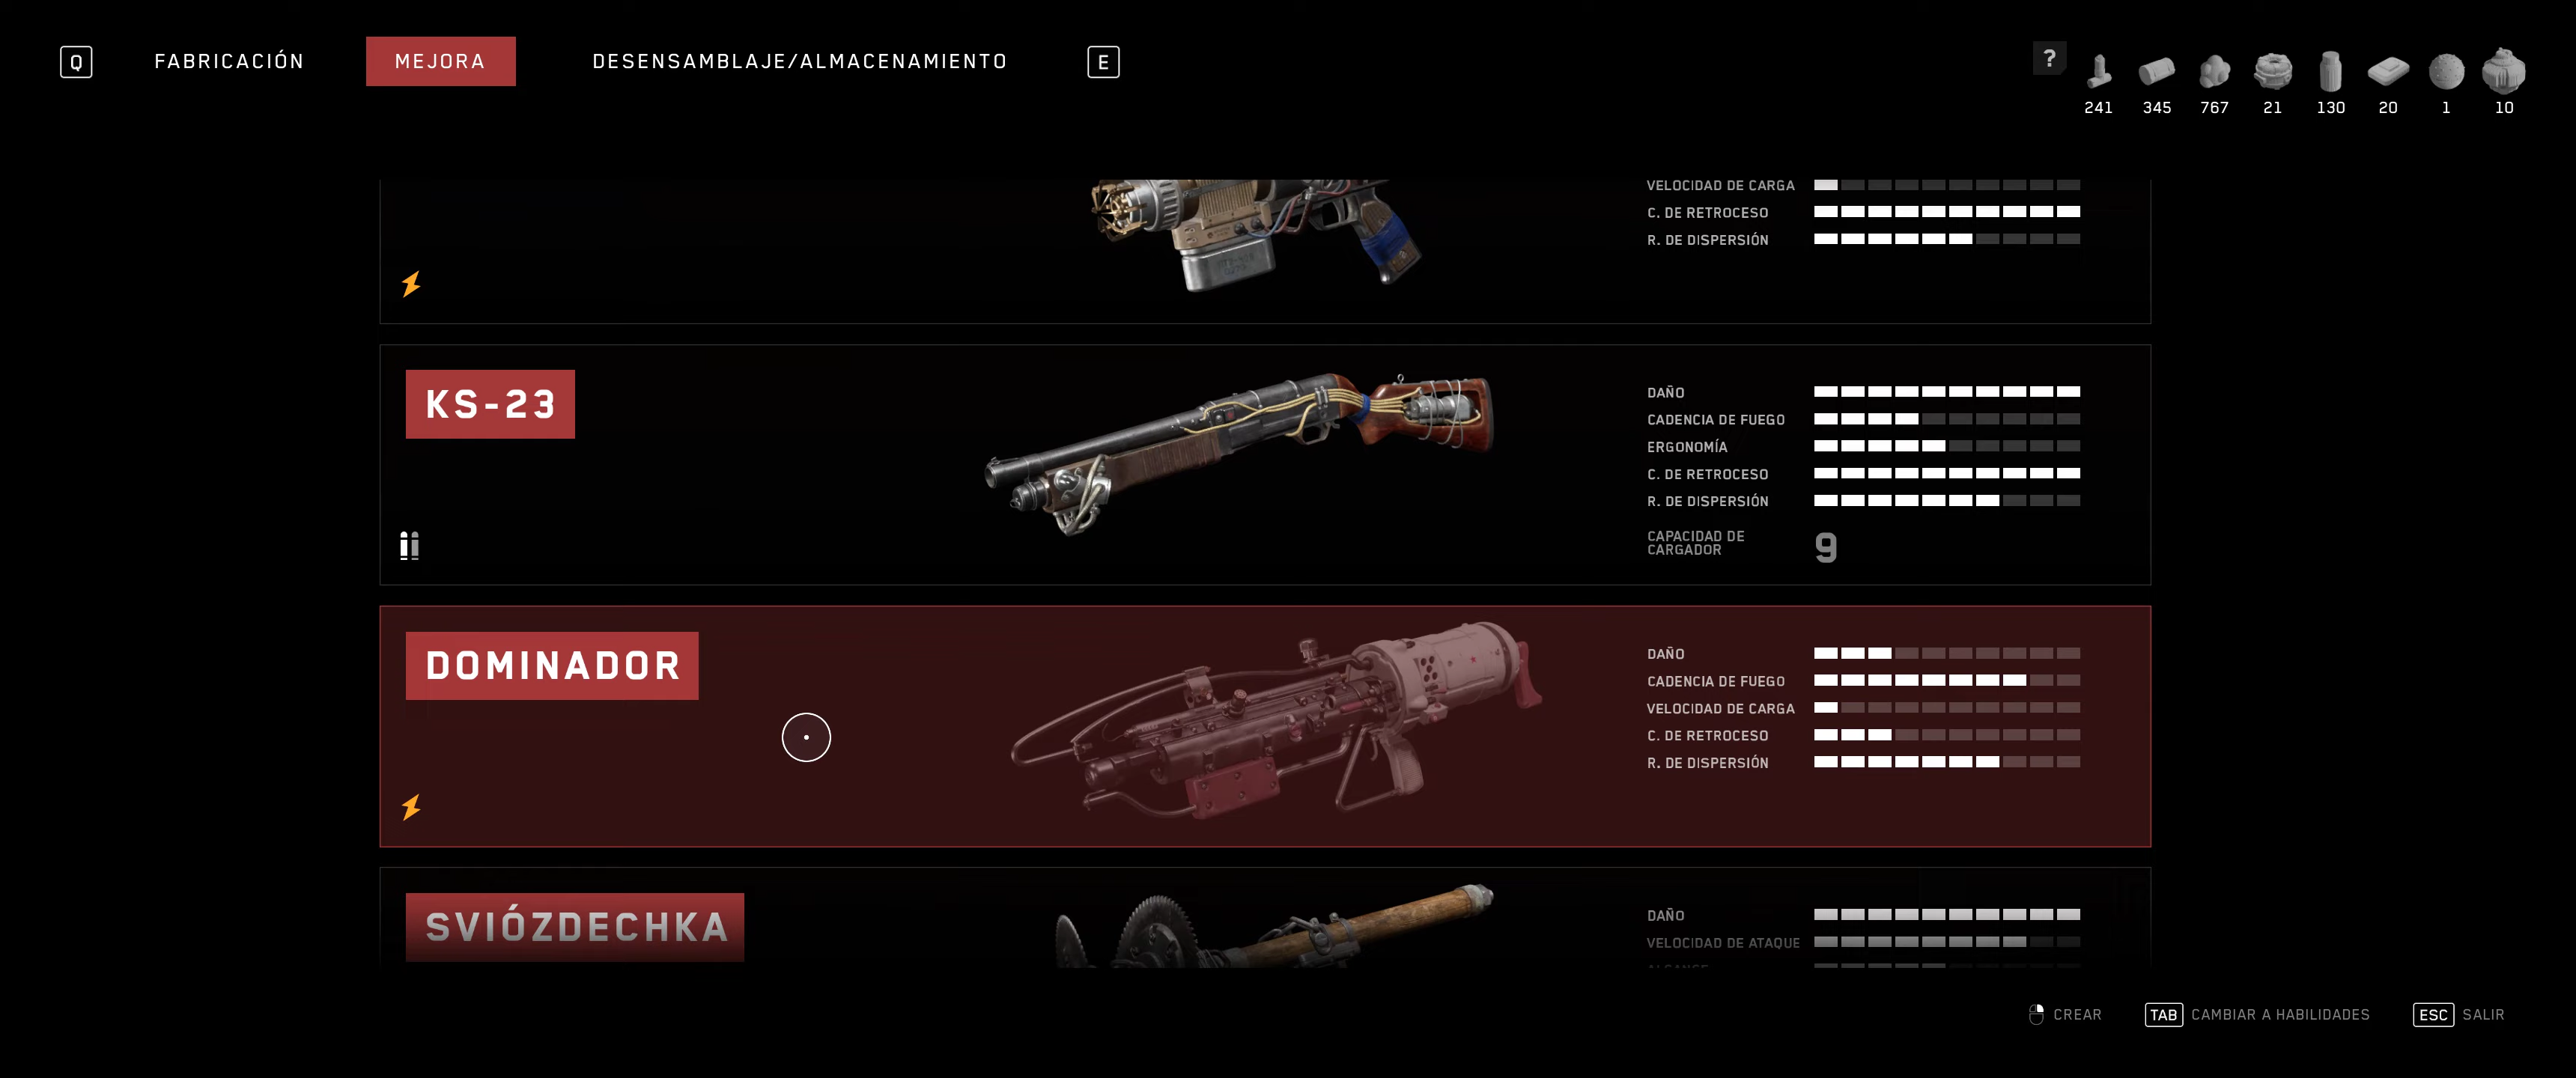 Q FABRICACIÓN MEJORA DESENSAMBLAJE/ALMACENAMIENTO E
?
241 345 767 21 130 20 1 10
VELOCIDAD DE CARGA
C. DE RETROCESO
R. DE DISPERSIÓN
KS-23
DAÑO
CADENCIA DE FUEGO
ERGONOMÍA
C. DE RETROCESO
R. DE DISPERSIÓN
CAPACIDAD DE
CARGADOR
9
DOMINADOR
DAÑO
CADENCIA DE FUEGO
VELOCIDAD DE CARGA
C. DE RETROCESO
R. DE DISPERSIÓN
SVIÓZDECHKA
DAÑO
VELOCIDAD DE ATAQUE
CREAR TAB CAMBIAR A HABILIDADES ESC SALIR